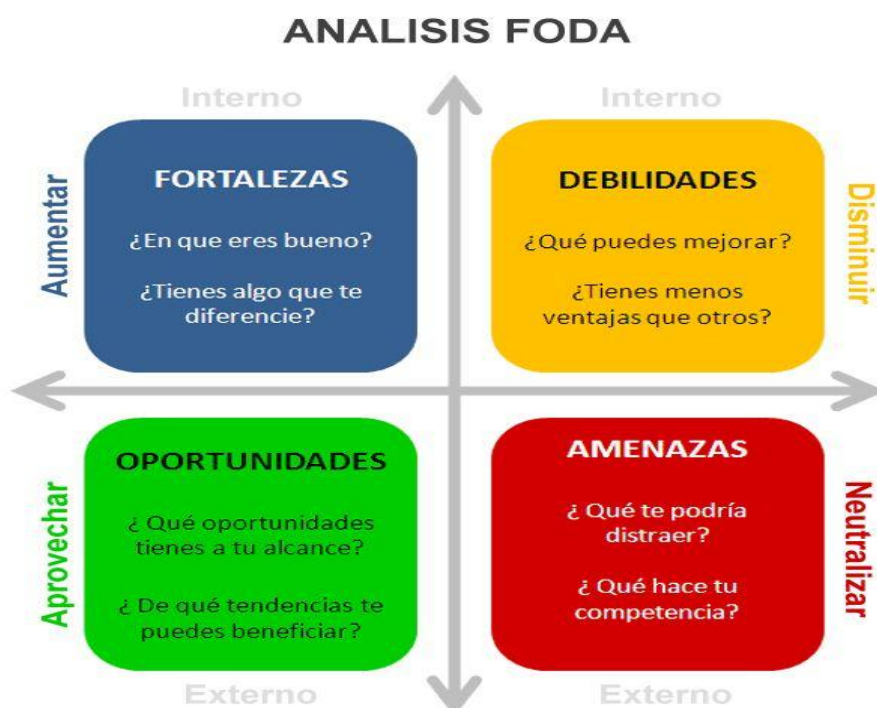 ANALISIS FODA
Interno
Interno
Aumentar
FORTALEZAS
¿En que eres bueno?
¿Tienes algo que te
diferencie?
DEBILIDADES
¿Qué puedes mejorar?
¿Tienes menos
ventajas que otros?
Disminuir
Aprovechar
OPORTUNIDADES
¿ Qué oportunidades
tienes a tu alcance?
¿ De qué tendencias te
puedes beneficiar?
AMENAZAS
¿ Qué te podría
distraer?
¿ Qué hace tu
competencia?
Neutralizar
Externo
Externo